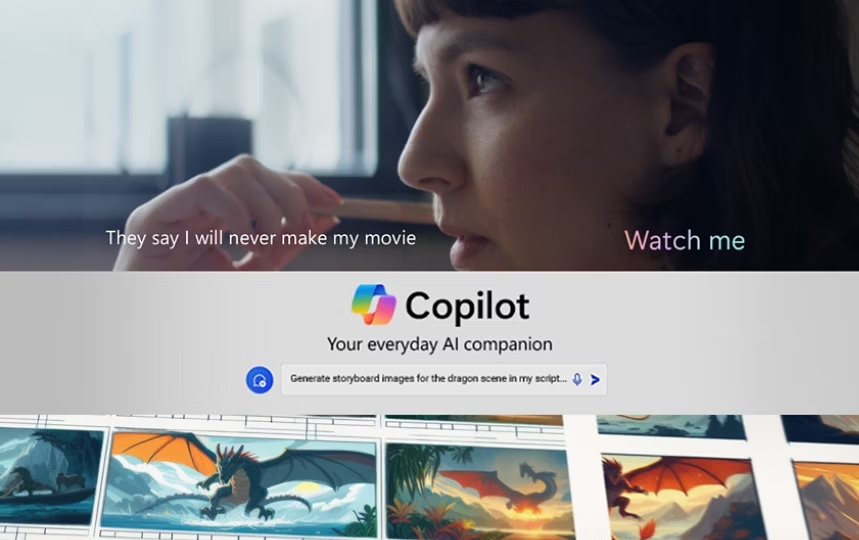 They say I will never make my movie
Watch me
Copilot
Your everyday AI companion
Generate storyboard images for the dragon scene in my script...